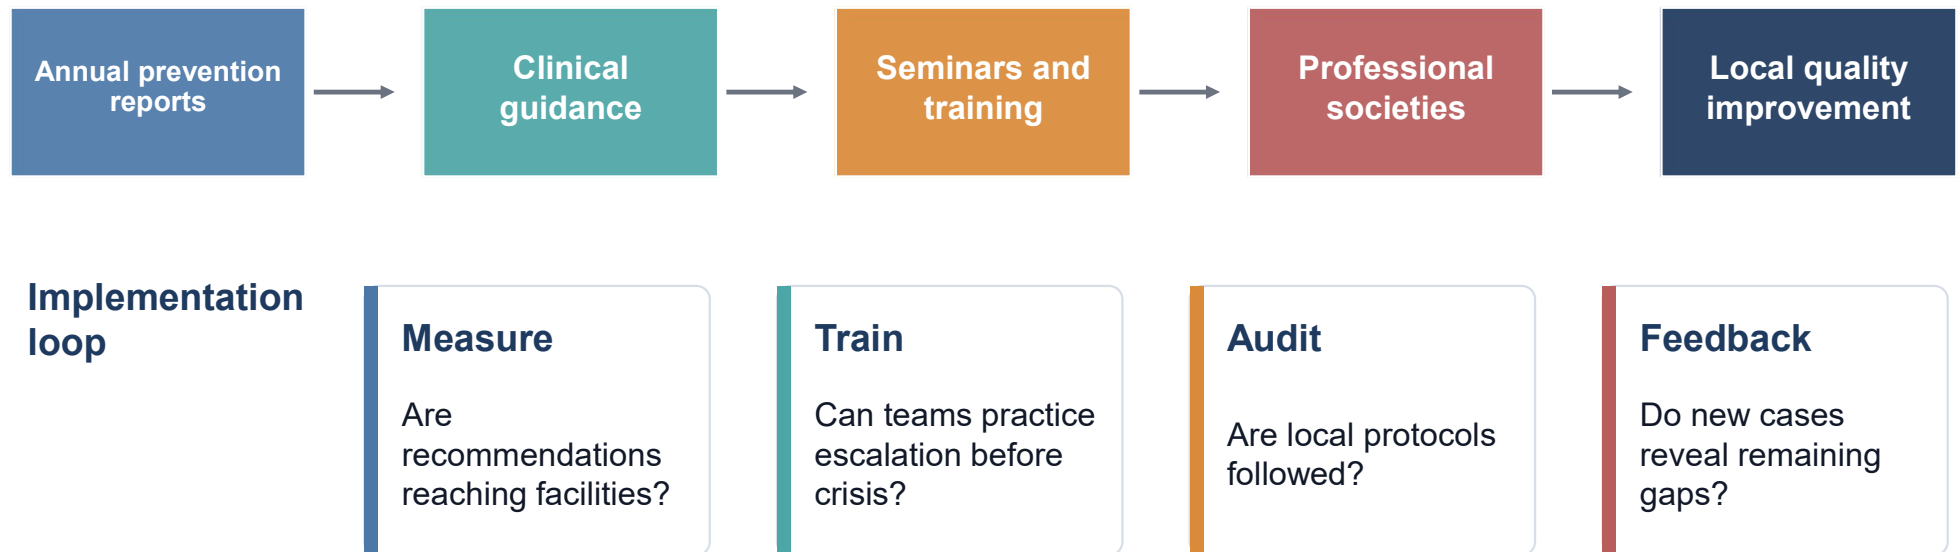 Annual prevention
reports
Clinical
guidance
Seminars and
training
Professional
societies
Local quality
improvement
Implementation
loop
Measure
Are
recommendations
reaching facilities?
Train
Can teams practice
escalation before
crisis?
Audit
Are local protocols
followed?
Feedback
Do new cases
reveal remaining
gaps?